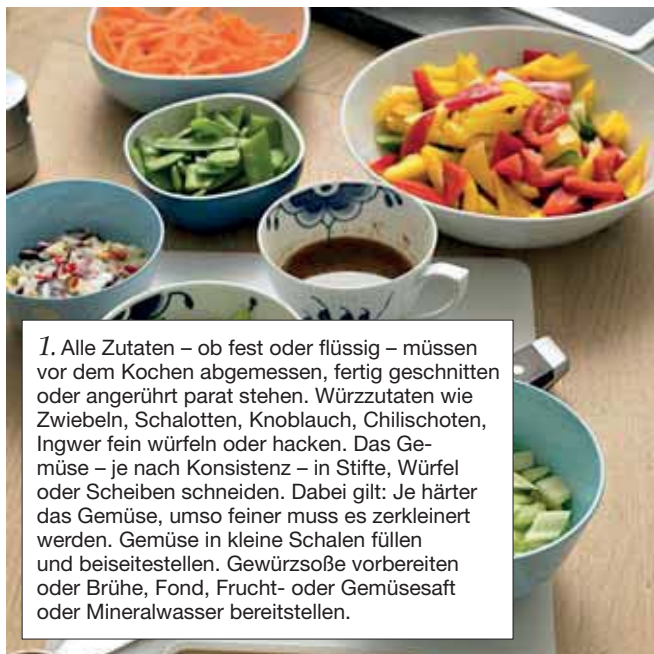 1. Alle Zutaten – ob fest oder flüssig – müssen
vor dem Kochen abgemessen, fertig geschnitten
oder angerührt parat stehen. Würzzutaten wie
Zwiebeln, Schalotten, Knoblauch, Chilischoten,
Ingwer fein würfeln oder hacken. Das Ge-
müse – je nach Konsistenz – in Stifte, Würfel
oder Scheiben schneiden. Dabei gilt: Je härter
das Gemüse, umso feiner muss es zerkleinert
werden. Gemüse in kleine Schalen füllen
und beiseitestellen. Gewürzsoße vorbereiten
oder Brühe, Fond, Frucht- oder Gemüsesaft
oder Mineralwasser bereitstellen.